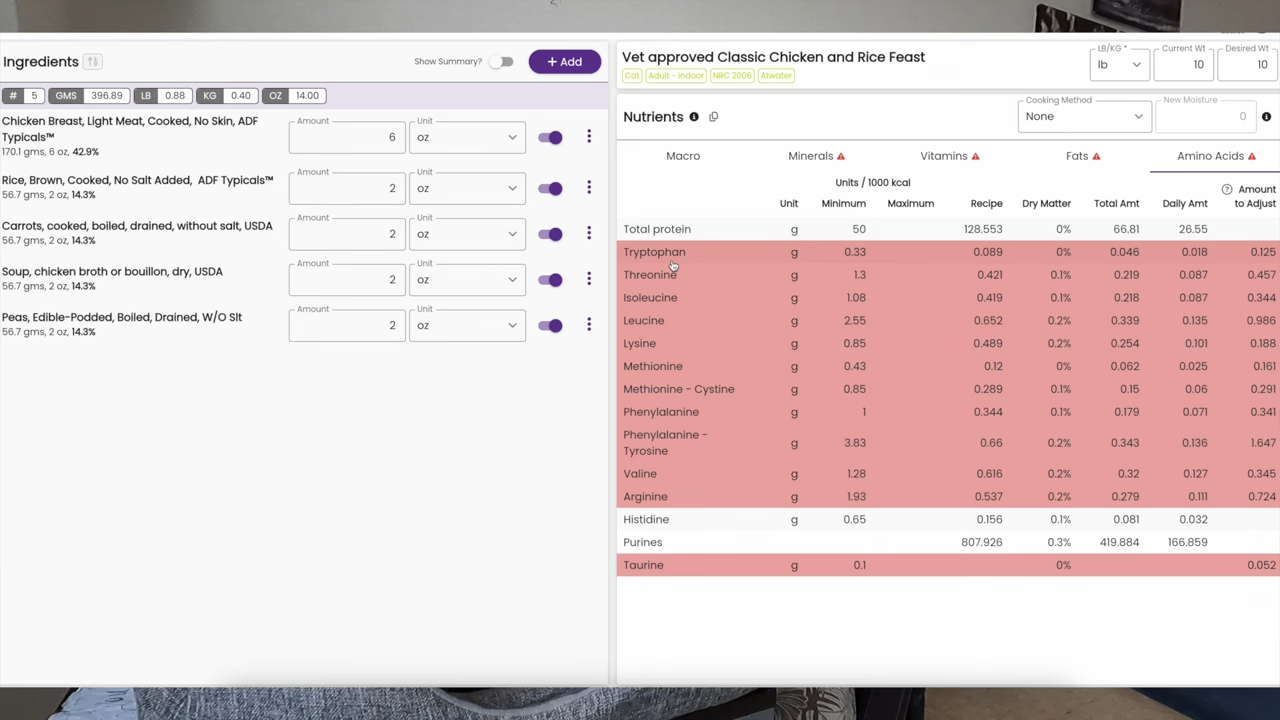 Ingredients
Show Summary?
+ Add
# 5 GMS 396.89 LB 0.88 KG 0.40 OZ 14.00
Chicken Breast, Light Meat, Cooked, No Skin, ADF
Typicals™
170.1 gms, 6 oz, 42.9%
Amount 6 Unit oz
Rice, Brown, Cooked, No Salt Added, ADF Typicals™
56.7 gms, 2 oz, 14.3%
Amount 2 Unit oz
Carrots, cooked, boiled, drained, without salt, USDA
56.7 gms, 2 oz, 14.3%
Amount 2 Unit oz
Soup, chicken broth or bouillon, dry, USDA
56.7 gms, 2 oz, 14.3%
Amount 2 Unit oz
Peas, Edible-Podded, Boiled, Drained, W/O Slt
56.7 gms, 2 oz, 14.3%
Amount 2 Unit oz
Vet approved Classic Chicken and Rice Feast
Cat Adult - indoor NRC 2006 Atwater
LB/KG * lb
Current Wt 10
Desired Wt 10
Nutrients
Cooking Method None
New Moisture 0
Macro Minerals Vitamins Fats Amino Acids
Units / 1000 kcal
Unit Minimum Maximum Recipe Dry Matter Total Amt Daily Amt Amount
to Adjust
Total protein g 50 128.553 0% 66.81 26.55
Tryptophan g 0.33 0.089 0% 0.046 0.018 0.125
Threonine g 1.3 0.421 0.1% 0.219 0.087 0.457
Isoleucine g 1.08 0.419 0.1% 0.218 0.087 0.344
Leucine g 2.55 0.652 0.2% 0.339 0.135 0.986
Lysine g 0.85 0.489 0.2% 0.254 0.101 0.188
Methionine g 0.43 0.12 0% 0.062 0.025 0.161
Methionine - Cystine g 0.85 0.289 0.1% 0.15 0.06 0.291
Phenylalanine g 1 0.344 0.1% 0.179 0.071 0.341
Phenylalanine -
Tyrosine g 3.83 0.66 0.2% 0.343 0.136 1.647
Valine g 1.28 0.616 0.2% 0.32 0.127 0.345
Arginine g 1.93 0.537 0.2% 0.279 0.111 0.724
Histidine g 0.65 0.156 0.1% 0.081 0.032
Purines 807.926 0.3% 419.884 166.859
Taurine g 0.1 0% 0.052